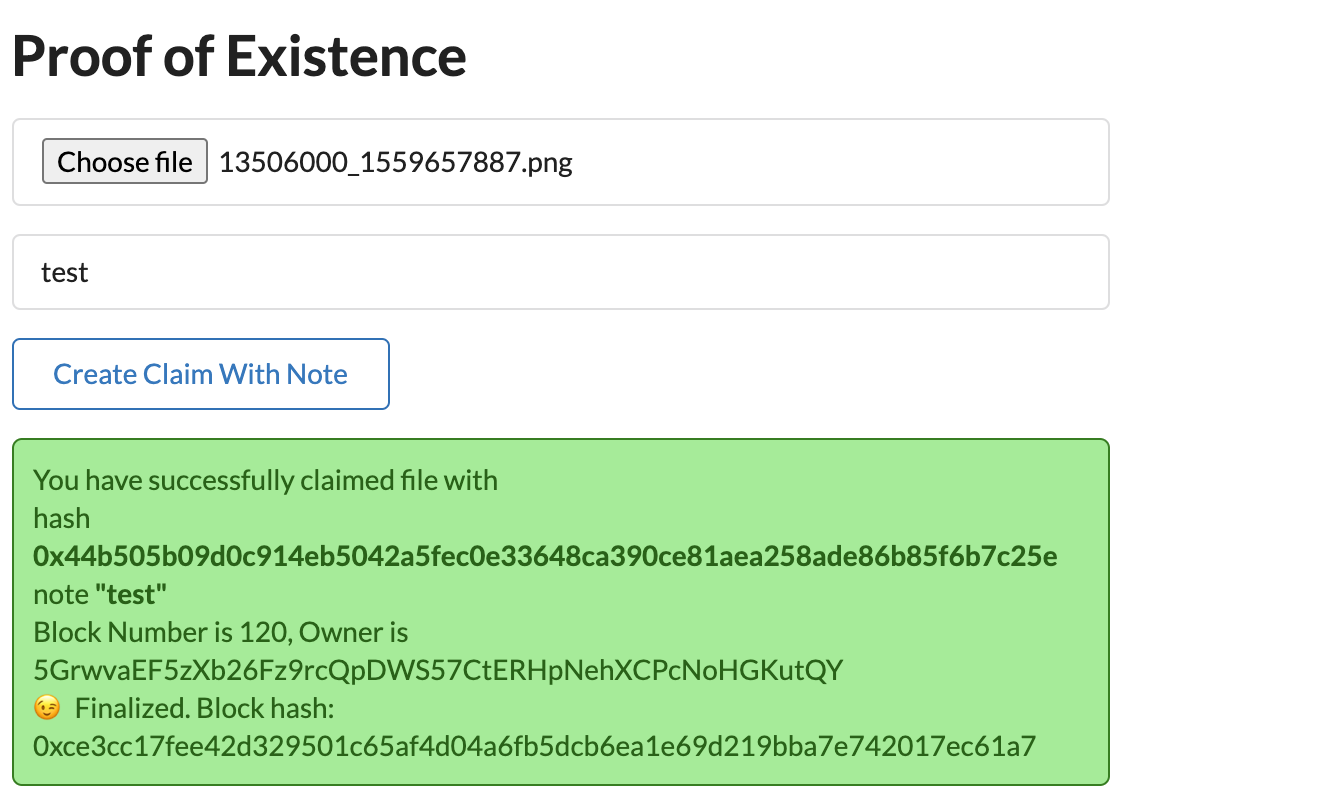 Proof of Existence
Choose file 13506000_1559657887.png
test
Create Claim With Note
You have successfully claimed file with
hash
0x44b505b09d0c914eb5042a5fec0e33648ca390ce81aea258ade86b85f6b7c25e
note "test"
Block Number is 120, Owner is
5GrwvaEF5zXb26Fz9rcQpDWS57CtERHpNehXCPcNoHGKutQY
😉 Finalized. Block hash:
0xce3cc17fee42d329501c65af4d04a6fb5dcb6ea1e69d219bba7e742017ec61a7